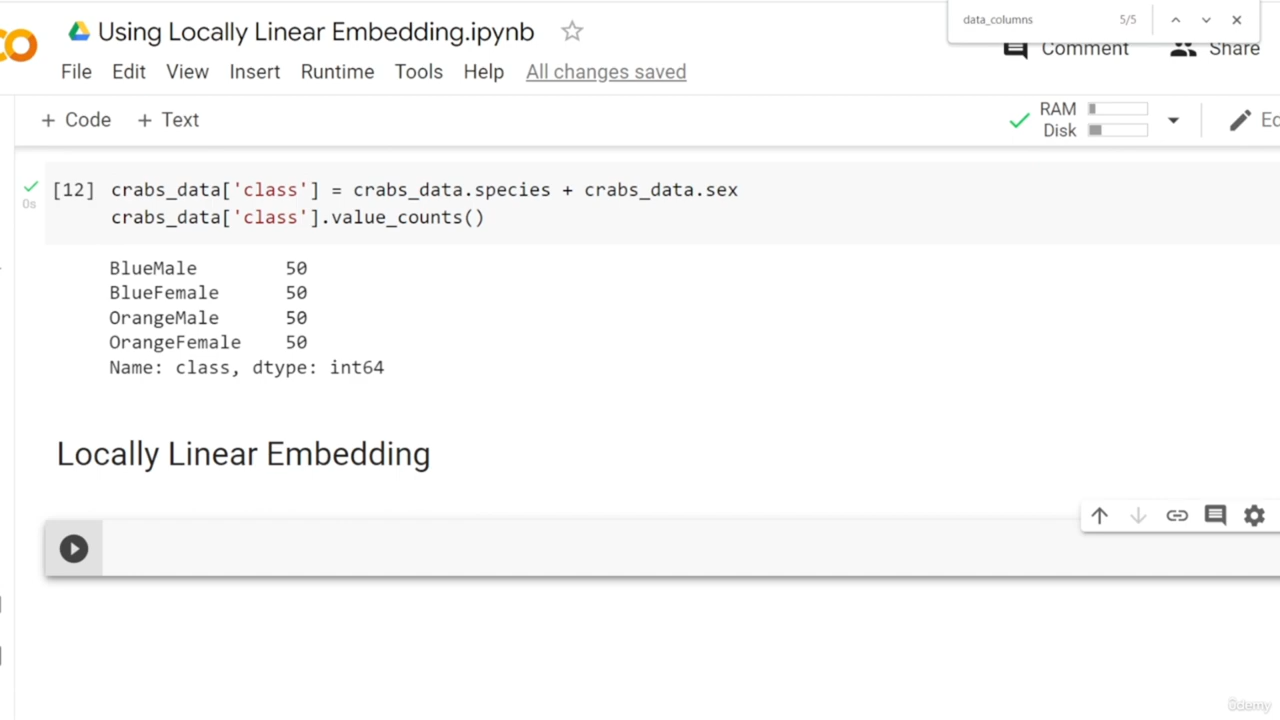 data_columns 5/5
Using Locally Linear Embedding.ipynb
Comment Share
File Edit View Insert Runtime Tools Help All changes saved
+ Code + Text
RAM
Disk
[12] crabs_data['class'] = crabs_data.species + crabs_data.sex
0s
crabs_data['class'].value_counts()
BlueMale 50
BlueFemale 50
OrangeMale 50
OrangeFemale 50
Name: class, dtype: int64
Locally Linear Embedding
ûdemy